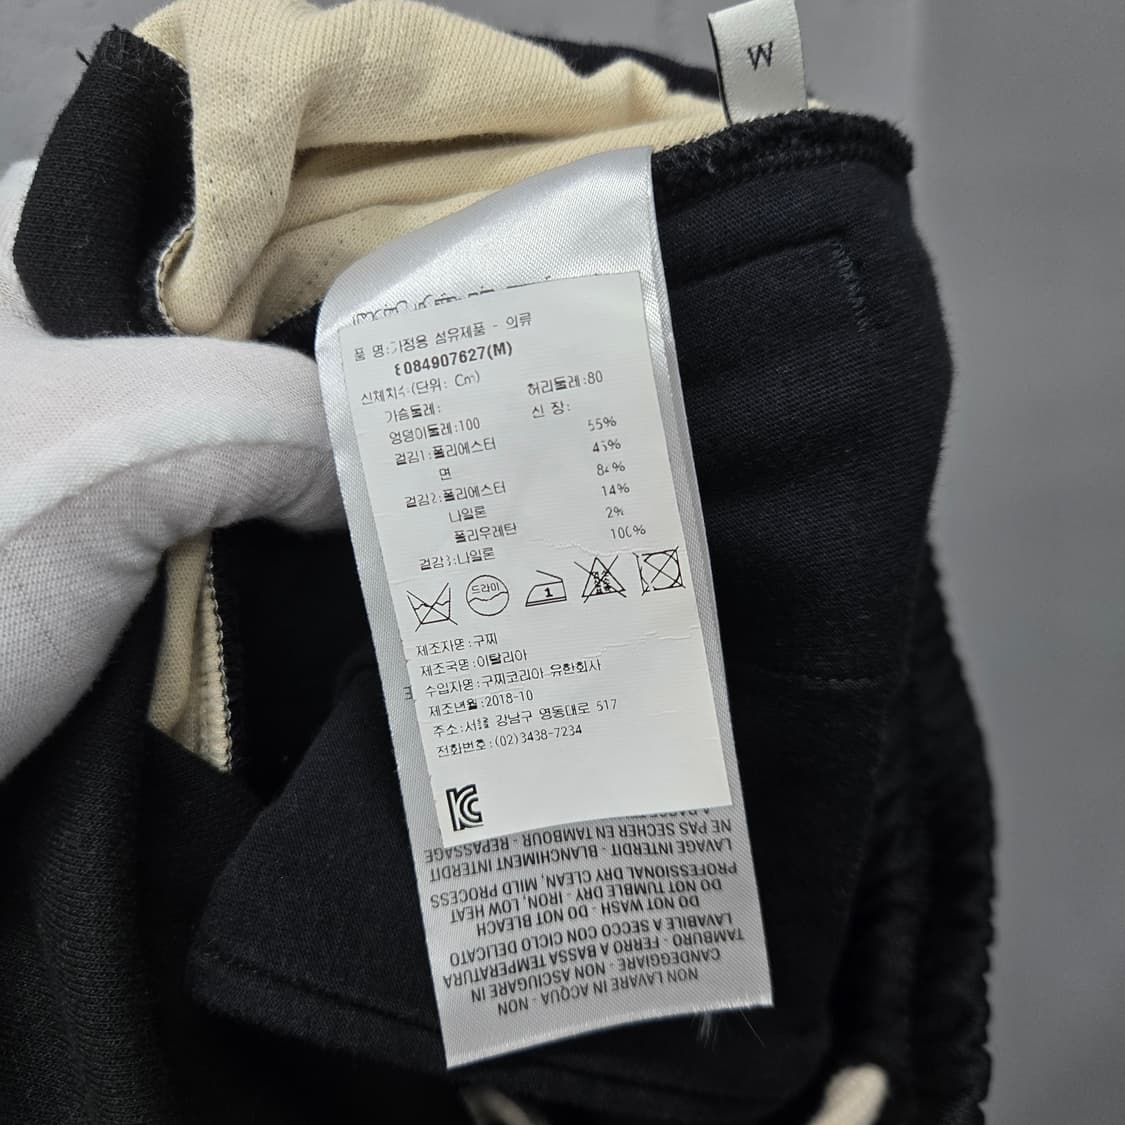 M
품 명:가정용 섬유제품 - 의류
8084907627(M)
신체치수(단위: Cm)
허리둘레:80
가슴둘레:
신 장:
엉덩이둘레:100
걸감1:폴리에스터 55%
면 45%
걸감2:폴리에스터 84%
나일론 14%
폴리우레탄 2%
걸감3:나일론 100%
드라이
1
제조자명:구찌
제조국명:이탈리아
수입자명:구찌코리아 유한회사
제조년월:2018-10
주소:서울 강남구 영동대로 517
전화번호:(02)3438-7234
NON LAVARE IN ACQUA - NON
CANDEGGIARE - NON ASCIUGARE IN
TAMBURO - FERRO A BASSA TEMPERATURA
LAVABILE A SECCO CON CICLO DELICATO
DO NOT WASH - DO NOT BLEACH
DO NOT TUMBLE DRY - IRON, LOW HEAT
PROFESSIONAL DRY CLEAN, MILD PROCESS
LAVAGE INTERDIT - BLANCHIMENT INTERDIT
NE PAS SECHER EN TAMBOUR - REPASSAGE